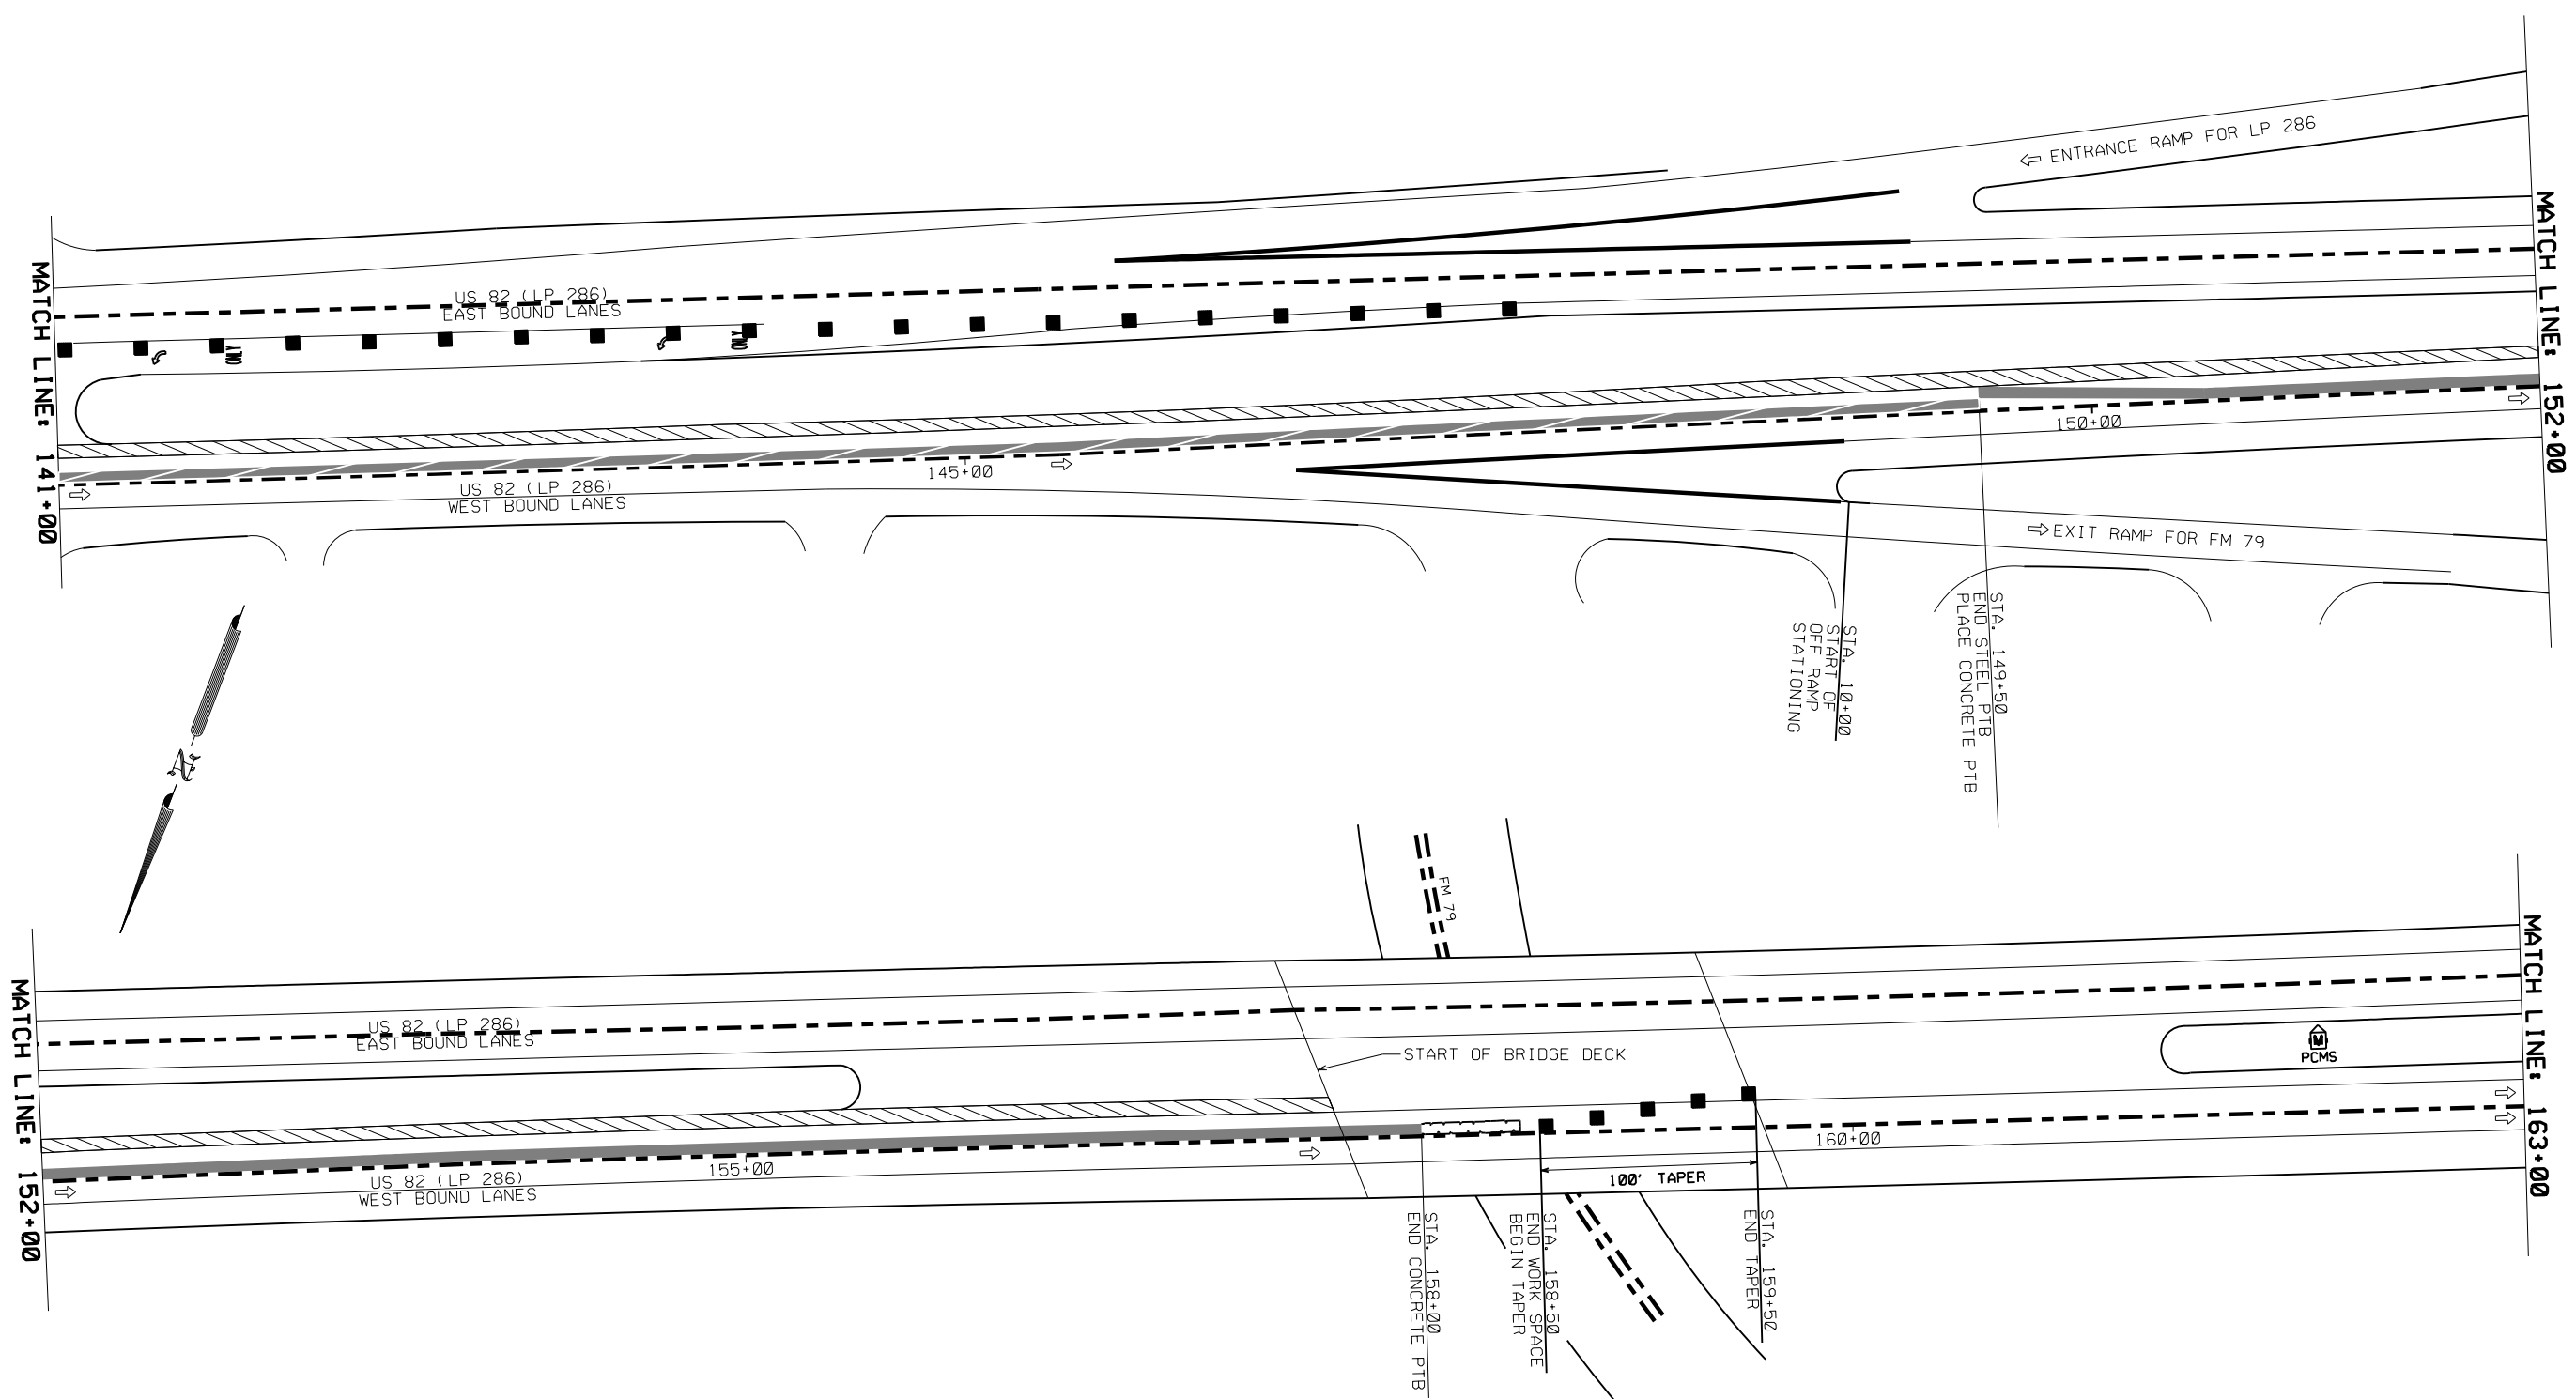 MATCH LINE: 141+00
US 82 (LP 286)
EAST BOUND LANES
ONLY
ONLY
ENTRANCE RAMP FOR LP 286
MATCH LINE: 152+00
145+00
150+00
US 82 (LP 286)
WEST BOUND LANES
EXIT RAMP FOR FM 79
STA. 10+00
START OF
OFF RAMP
STATIONING
STA. 149+50
END STEEL PTB
PLACE CONCRETE PTB
N
FM 79
MATCH LINE: 152+00
US 82 (LP 286)
EAST BOUND LANES
START OF BRIDGE DECK
M
PCMS
MATCH LINE: 163+00
155+00
160+00
US 82 (LP 286)
WEST BOUND LANES
100' TAPER
STA. 158+00
END CONCRETE PTB
STA. 158+50
END WORK SPACE
BEGIN TAPER
STA. 159+50
END TAPER